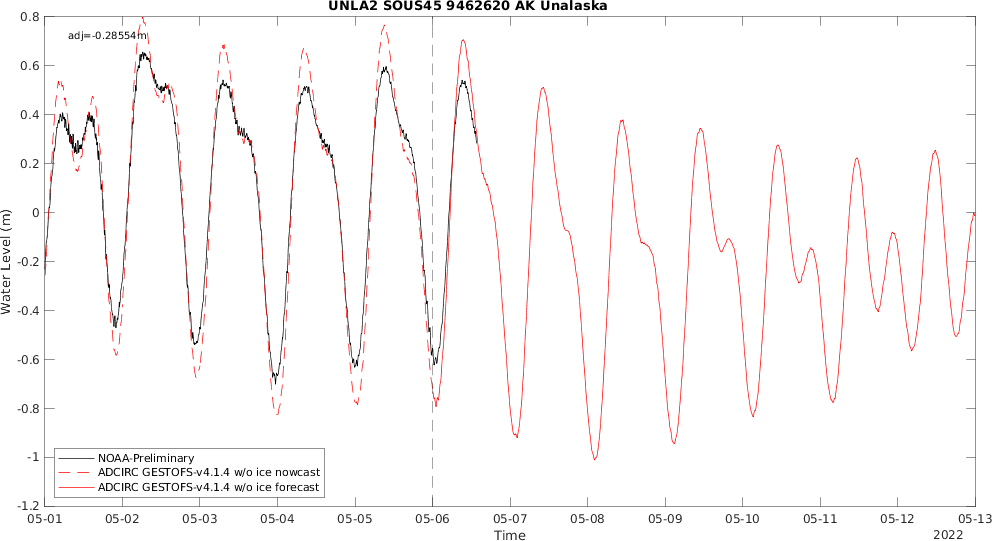 UNLA2 SOUS45 9462620 AK Unalaska
adj=-0.28554m
0.8
0.6
0.4
0.2
0
-0.2
-0.4
-0.6
-0.8
-1
-1.2
Water Level (m)
NOAA-Preliminary
ADCIRC GESTOFS-v4.1.4 w/o ice nowcast
ADCIRC GESTOFS-v4.1.4 w/o ice forecast
05-01 05-02 05-03 05-04 05-05 05-06 05-07 05-08 05-09 05-10 05-11 05-12 05-13
Time
2022